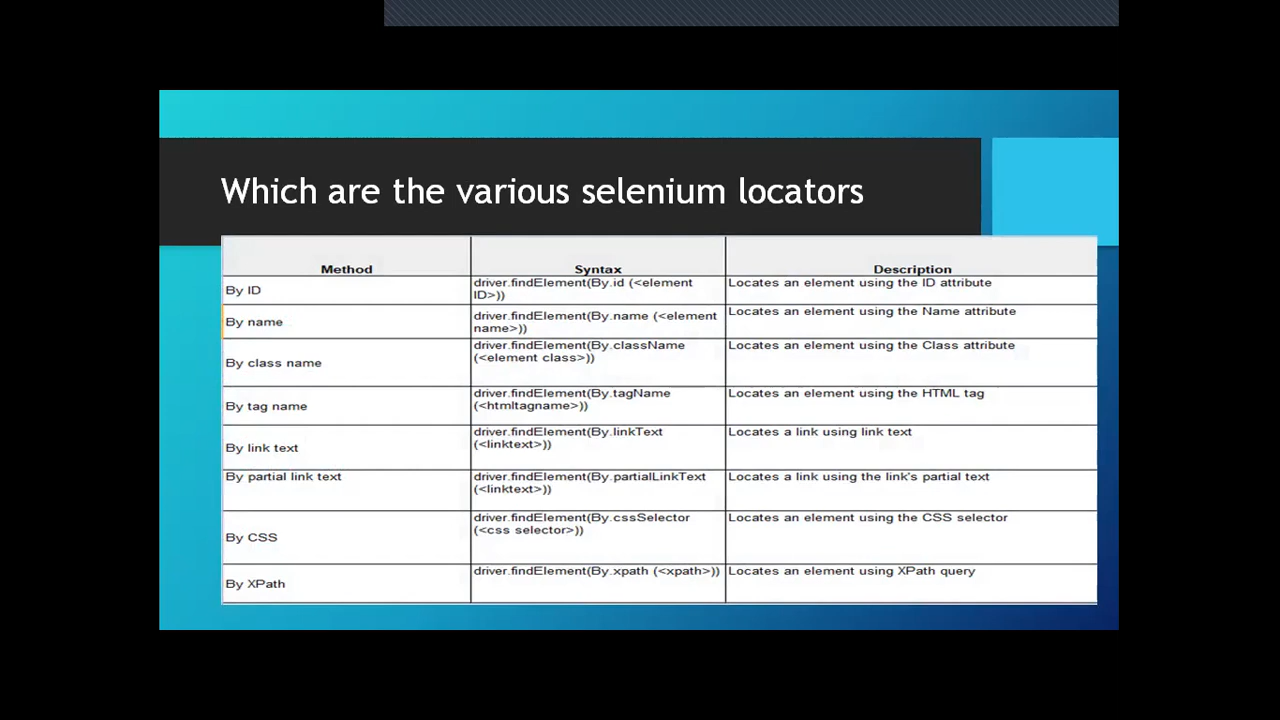 Which are the various selenium locators
Method Syntax Description
By ID
driver.findElement(By.id (<element
ID>))
Locates an element using the ID attribute
By name
driver.findElement(By.name (<element
name>))
Locates an element using the Name attribute
By class name
driver.findElement(By.className
(<element class>))
Locates an element using the Class attribute
By tag name
driver.findElement(By.tagName
(<htmltagname>))
Locates an element using the HTML tag
By link text
driver.findElement(By.linkText
(<linktext>))
Locates a link using link text
By partial link text
driver.findElement(By.partialLinkText
(<linktext>))
Locates a link using the link's partial text
By CSS
driver.findElement(By.cssSelector
(<css selector>))
Locates an element using the CSS selector
By XPath
driver.findElement(By.xpath (<xpath>))
Locates an element using XPath query